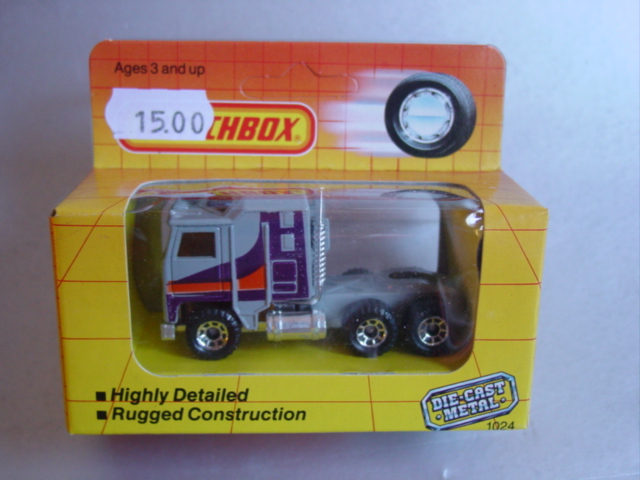 Ages 3 and up
15.00
CHBOX®
■ Highly Detailed
■ Rugged Construction
DIE-CAST
METAL
1024